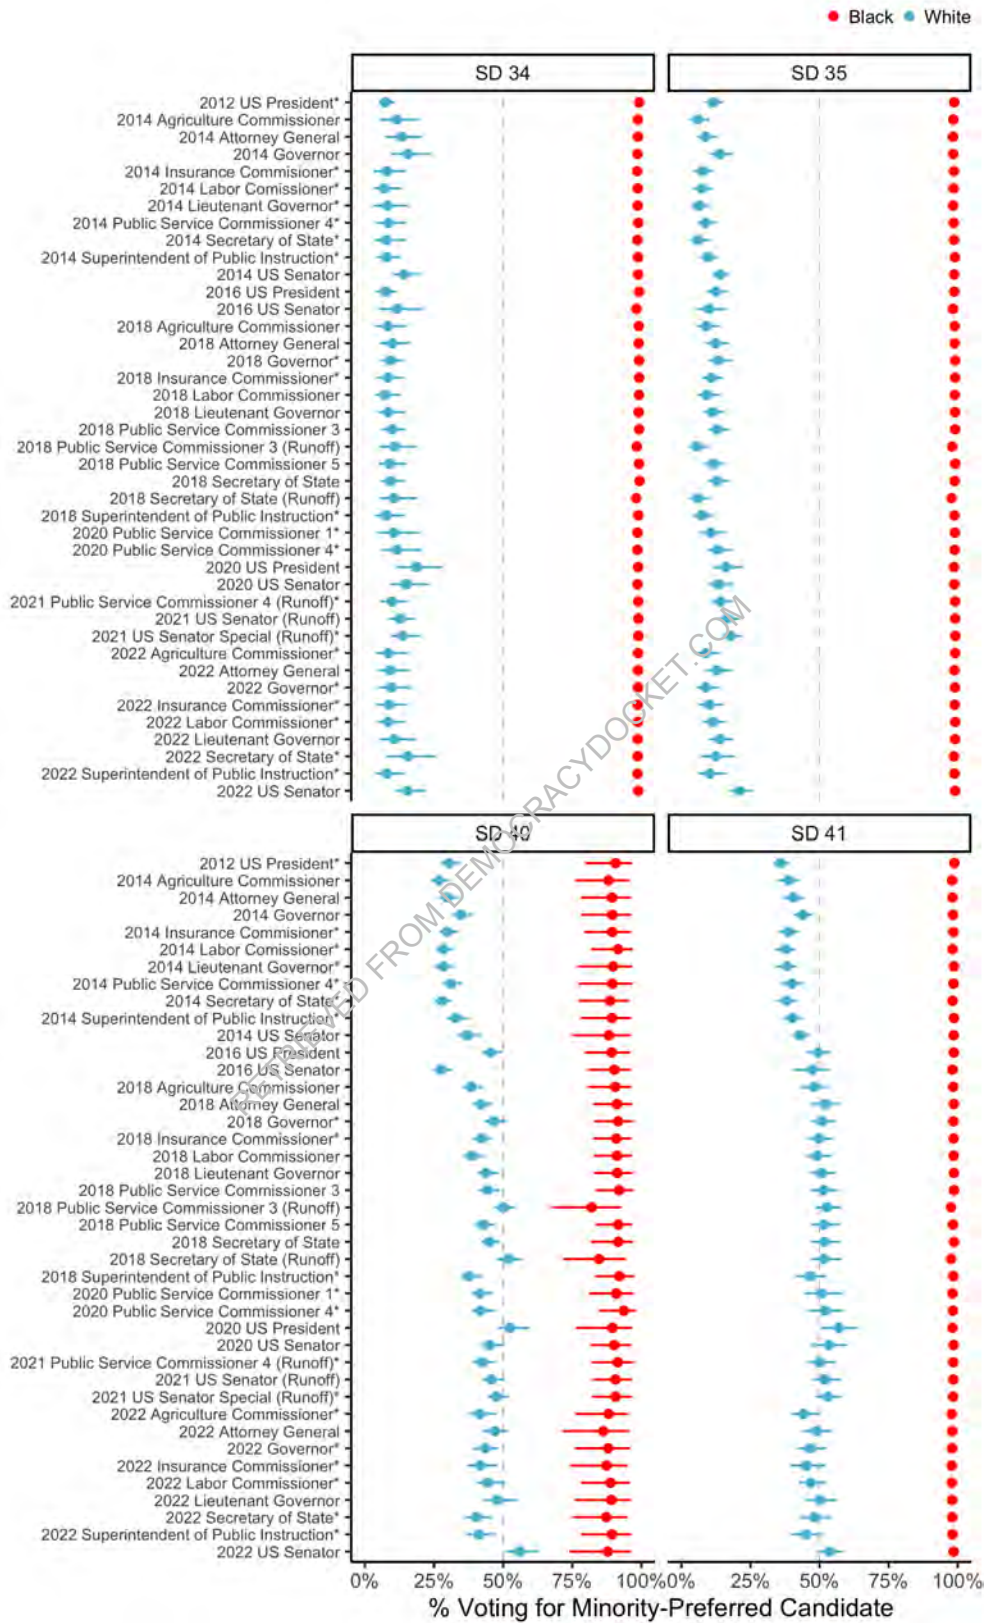 Black White
SD 34 SD 35
2012 US President*
2014 Agriculture Commissioner
2014 Attorney General
2014 Governor
2014 Insurance Commisioner*
2014 Labor Comissioner*
2014 Lieutenant Governor*
2014 Public Service Commissioner 4*
2014 Secretary of State*
2014 Superintendent of Public Instruction*
2014 US Senator
2016 US President
2016 US Senator
2018 Agriculture Commissioner
2018 Attorney General
2018 Governor*
2018 Insurance Commissioner*
2018 Labor Commissioner
2018 Lieutenant Governor
2018 Public Service Commissioner 3
2018 Public Service Commissioner 3 (Runoff)
2018 Public Service Commissioner 5
2018 Secretary of State
2018 Secretary of State (Runoff)
2018 Superintendent of Public Instruction*
2020 Public Service Commissioner 1*
2020 Public Service Commissioner 4*
2020 US President
2020 US Senator
2021 Public Service Commissioner 4 (Runoff)*
2021 US Senator (Runoff)
2021 US Senator Special (Runoff)*
2022 Agriculture Commissioner*
2022 Attorney General
2022 Governor*
2022 Insurance Commissioner*
2022 Labor Commissioner*
2022 Lieutenant Governor
2022 Secretary of State*
2022 Superintendent of Public Instruction*
2022 US Senator
SD 40 SD 41
2012 US President*
2014 Agriculture Commissioner
2014 Attorney General
2014 Governor
2014 Insurance Commisioner*
2014 Labor Comissioner*
2014 Lieutenant Governor*
2014 Public Service Commissioner 4*
2014 Secretary of State*
2014 Superintendent of Public Instruction*
2014 US Senator
2016 US President
2016 US Senator
2018 Agriculture Commissioner
2018 Attorney General
2018 Governor*
2018 Insurance Commissioner*
2018 Labor Commissioner
2018 Lieutenant Governor
2018 Public Service Commissioner 3
2018 Public Service Commissioner 3 (Runoff)
2018 Public Service Commissioner 5
2018 Secretary of State
2018 Secretary of State (Runoff)
2018 Superintendent of Public Instruction*
2020 Public Service Commissioner 1*
2020 Public Service Commissioner 4*
2020 US President
2020 US Senator
2021 Public Service Commissioner 4 (Runoff)*
2021 US Senator (Runoff)
2021 US Senator Special (Runoff)*
2022 Agriculture Commissioner*
2022 Attorney General
2022 Governor*
2022 Insurance Commissioner*
2022 Labor Commissioner*
2022 Lieutenant Governor
2022 Secretary of State*
2022 Superintendent of Public Instruction*
2022 US Senator
0% 25% 50% 75% 100% 0% 25% 50% 75% 100%
% Voting for Minority-Preferred Candidate
RETRIEVED FROM DEMOCRACYDOCKET.COM